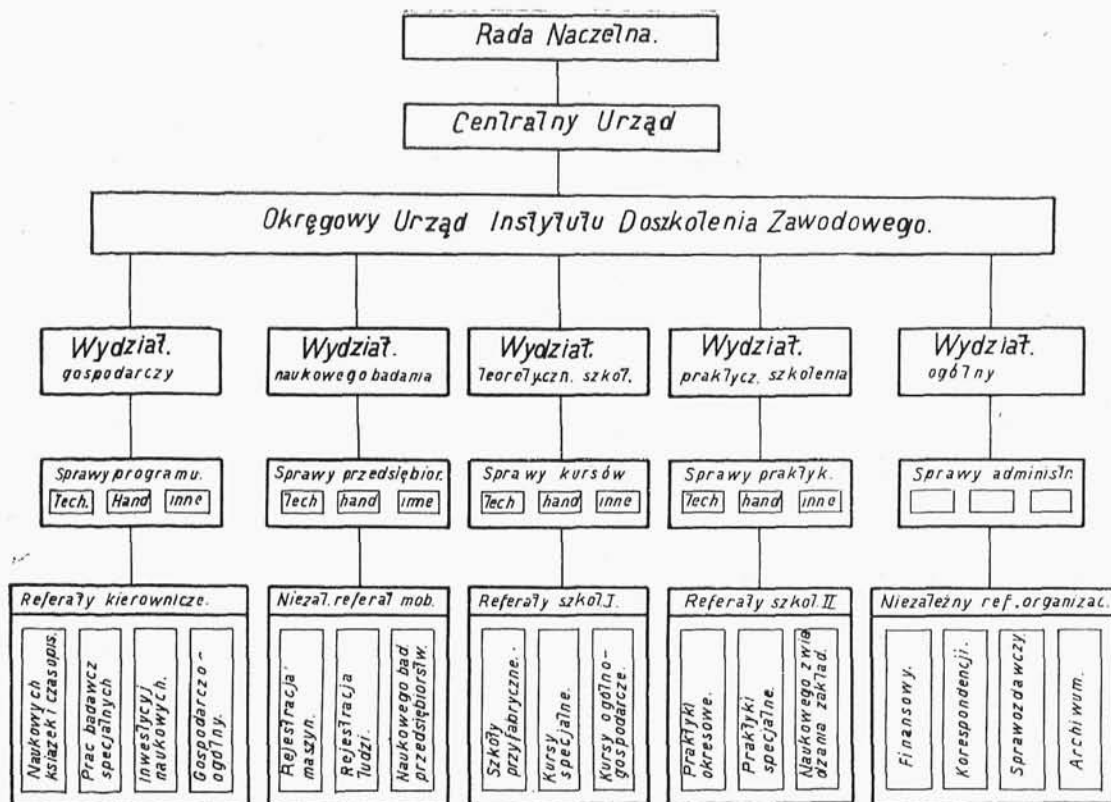 Rada Naczelna.
Centralny Urząd
Okręgowy Urząd Instytutu Doszkolenia Zawodowego.
Wydział.
gospodarczy
Wydział.
naukowego badania
Wydział.
teoretyczn. szkoł.
Wydział.
praktycz. szkolenia
Wydział.
ogólny
Sprawy programu.
Tech. Hand inne
Sprawy przedsiębior.
Tech hand inne
Sprawy kursów
Tech hand inne
Sprawy praktyk.
Tech hand inne
Sprawy administr.
Referaty kierownicze.
Naukowych
książek i czasopis.
Prac badawcz
specjalnych
Inwestycyj
naukowych.
Gospodarczo-
ogólny.
Niezal. referat mob.
Rejestracja
maszyn.
Rejestracja
ludzi.
Naukowego bad.
przedsiębiorstw.
Referaty szkol. I.
Szkoły
przyfabryczne.
Kursy
specjalne.
Kursy ogólno-
gospodarcze.
Referaty szkol. II
Praktyki
okresowe.
Praktyki
specjalne.
Naukowego zwie
dzania zakład.
Niezależny ref. organizac.
Finansowy.
Korespondencji.
Sprawozdawczy.
Archiwum.